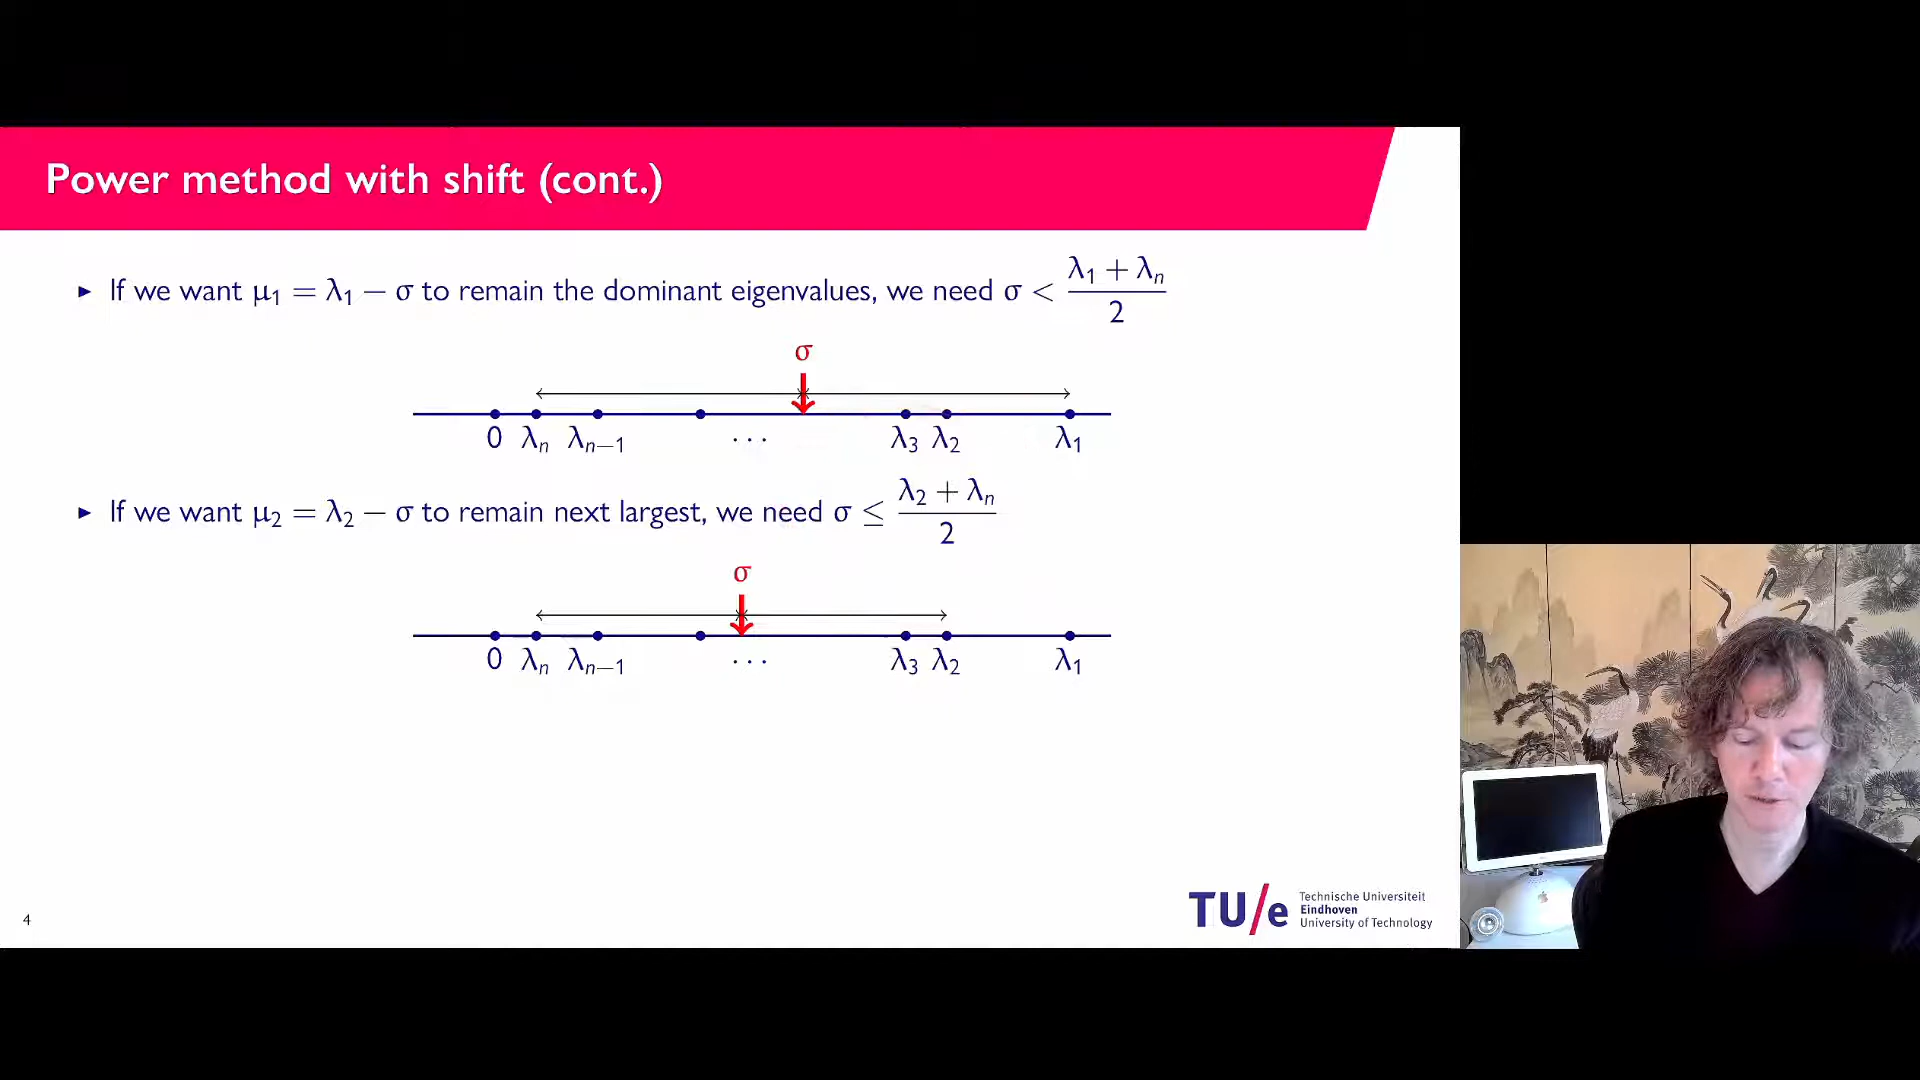 Power method with shift (cont.)
▸ If we want μ₁ = λ₁ − σ to remain the dominant eigenvalues, we need σ < (λ₁ + λₙ)/2
σ
0 λₙ λₙ₋₁ ··· λ₃ λ₂ λ₁
▸ If we want μ₂ = λ₂ − σ to remain next largest, we need σ ≤ (λ₂ + λₙ)/2
σ
0 λₙ λₙ₋₁ ··· λ₃ λ₂ λ₁
4
TU/e
Technische Universiteit
Eindhoven
University of Technology